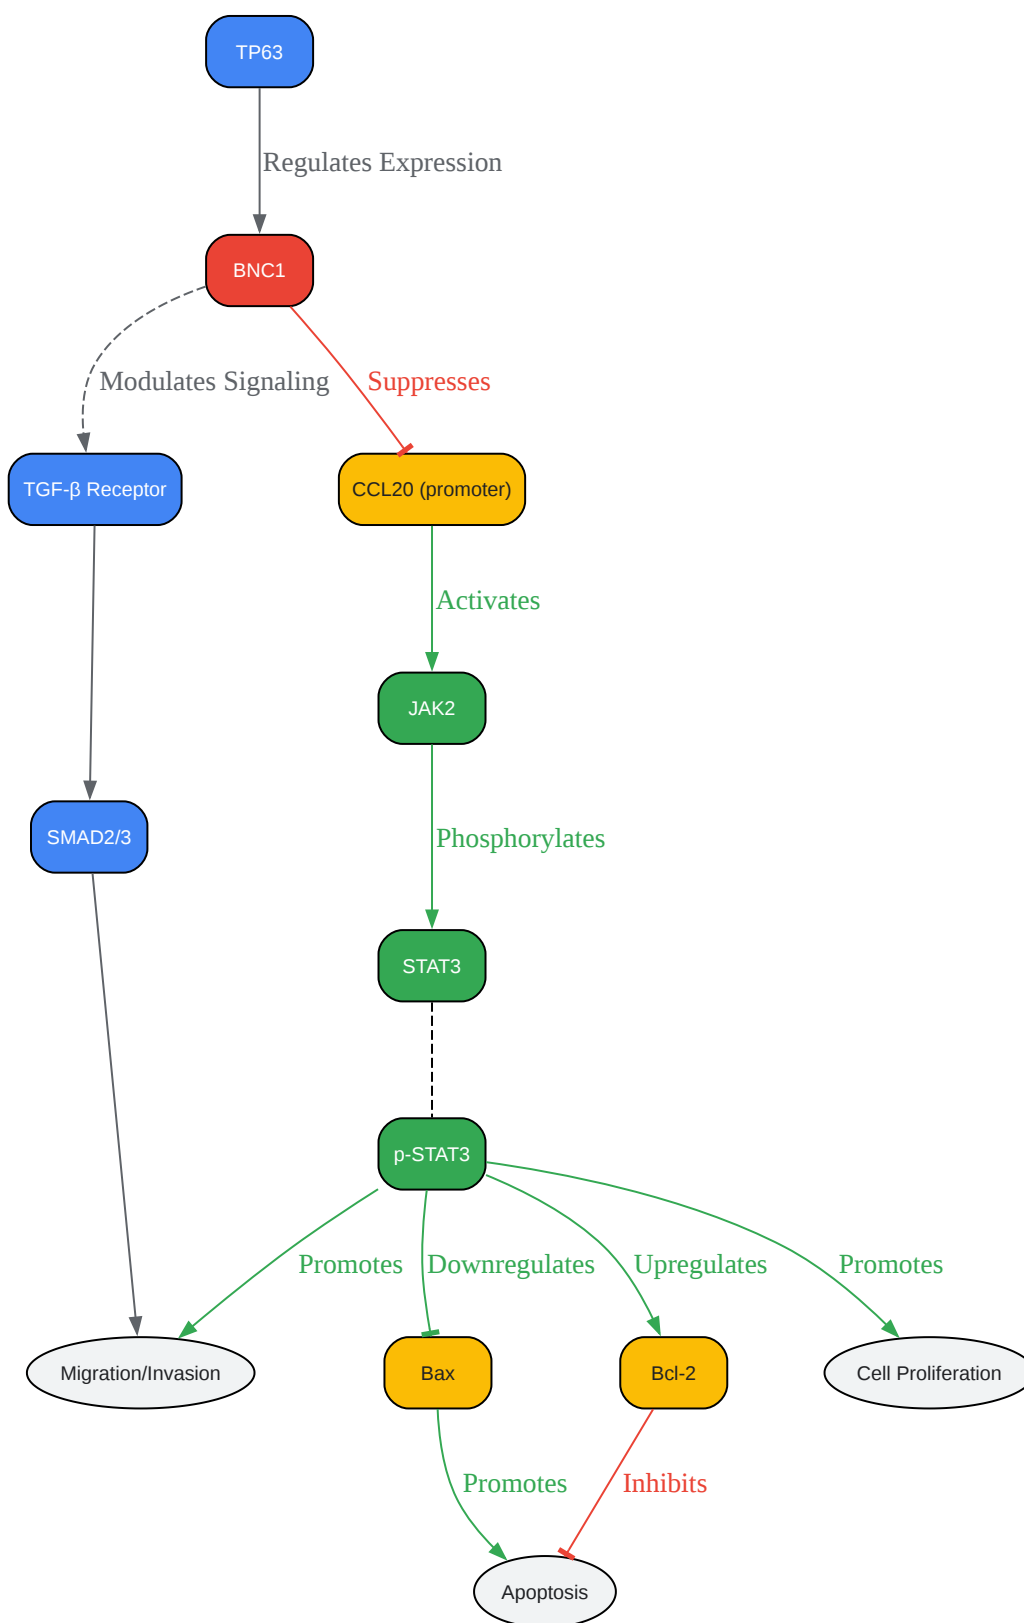 TP63
Regulates Expression
BNC1
Modulates Signaling
Suppresses
TGF-β Receptor
CCL20 (promoter)
Activates
JAK2
SMAD2/3
Phosphorylates
STAT3
p-STAT3
Promotes
Downregulates
Upregulates
Promotes
Migration/Invasion
Bax
Bcl-2
Cell Proliferation
Promotes
Inhibits
Apoptosis